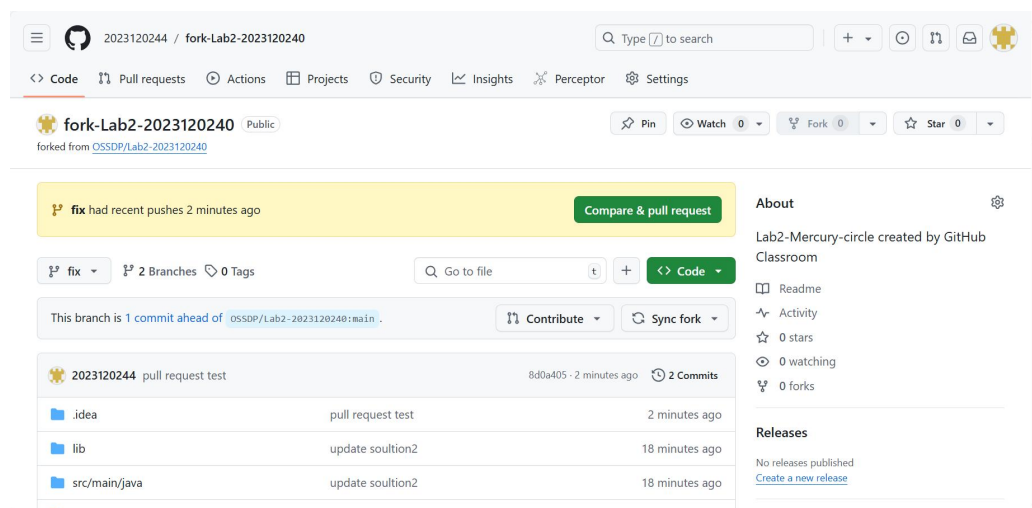 2023120244 / fork-Lab2-2023120240
Type / to search
Code Pull requests Actions Projects Security Insights Perceptor Settings
fork-Lab2-2023120240 Public
Pin Watch 0 Fork 0 Star 0
forked from OSSDP/Lab2-2023120240
fix had recent pushes 2 minutes ago
Compare & pull request
fix 2 Branches 0 Tags
Go to file t
Code
This branch is 1 commit ahead of OSSDP/Lab2-2023120240:main .
Contribute Sync fork
2023120244 pull request test 8d0a405 · 2 minutes ago 2 Commits
.idea pull request test 2 minutes ago
lib update soultion2 18 minutes ago
src/main/java update soultion2 18 minutes ago
About
Lab2-Mercury-circle created by GitHub
Classroom
Readme
Activity
0 stars
0 watching
0 forks
Releases
No releases published
Create a new release